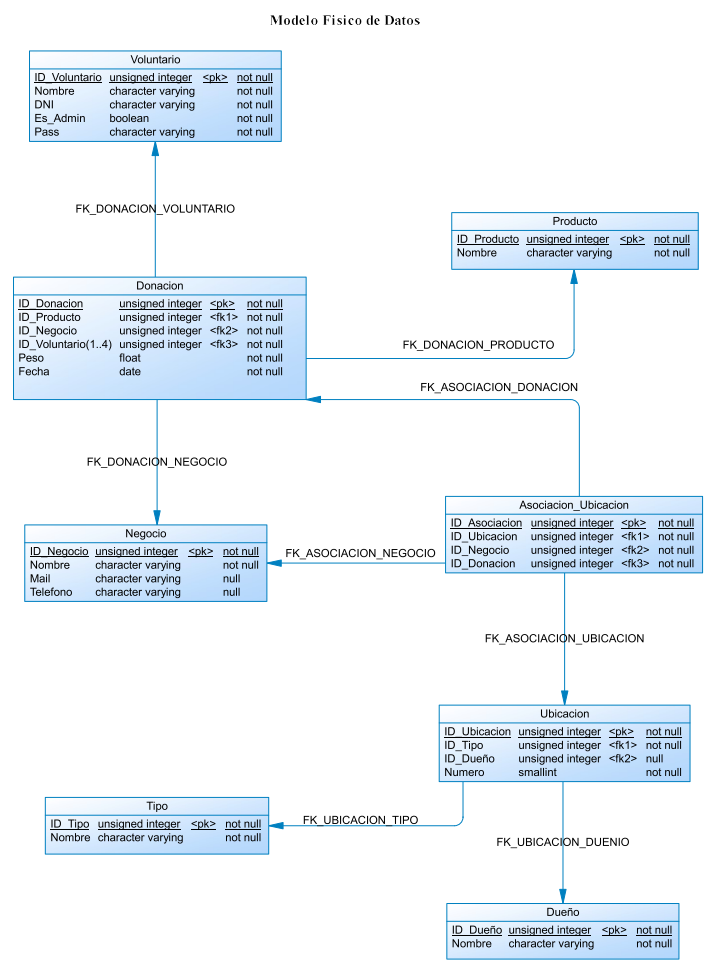 Modelo Fisico de Datos
Voluntario
ID_Voluntario unsigned integer <pk> not null
Nombre character varying not null
DNI character varying not null
Es_Admin boolean not null
Pass character varying not null
FK_DONACION_VOLUNTARIO
Producto
ID_Producto unsigned integer <pk> not null
Nombre character varying not null
Donacion
ID_Donacion unsigned integer <pk> not null
ID_Producto unsigned integer <fk1> not null
ID_Negocio unsigned integer <fk2> not null
ID_Voluntario(1..4) unsigned integer <fk3> not null
Peso float not null
Fecha date not null
FK_DONACION_PRODUCTO
FK_ASOCIACION_DONACION
FK_DONACION_NEGOCIO
Asociacion_Ubicacion
ID_Asociacion unsigned integer <pk> not null
ID_Ubicacion unsigned integer <fk1> not null
ID_Negocio unsigned integer <fk2> not null
ID_Donacion unsigned integer <fk3> not null
Negocio
ID_Negocio unsigned integer <pk> not null
Nombre character varying not null
Mail character varying null
Telefono character varying null
FK_ASOCIACION_NEGOCIO
FK_ASOCIACION_UBICACION
Ubicacion
ID_Ubicacion unsigned integer <pk> not null
ID_Tipo unsigned integer <fk1> not null
ID_Dueño unsigned integer <fk2> null
Numero smallint not null
Tipo
ID_Tipo unsigned integer <pk> not null
Nombre character varying not null
FK_UBICACION_TIPO
FK_UBICACION_DUENIO
Dueño
ID_Dueño unsigned integer <pk> not null
Nombre character varying not null